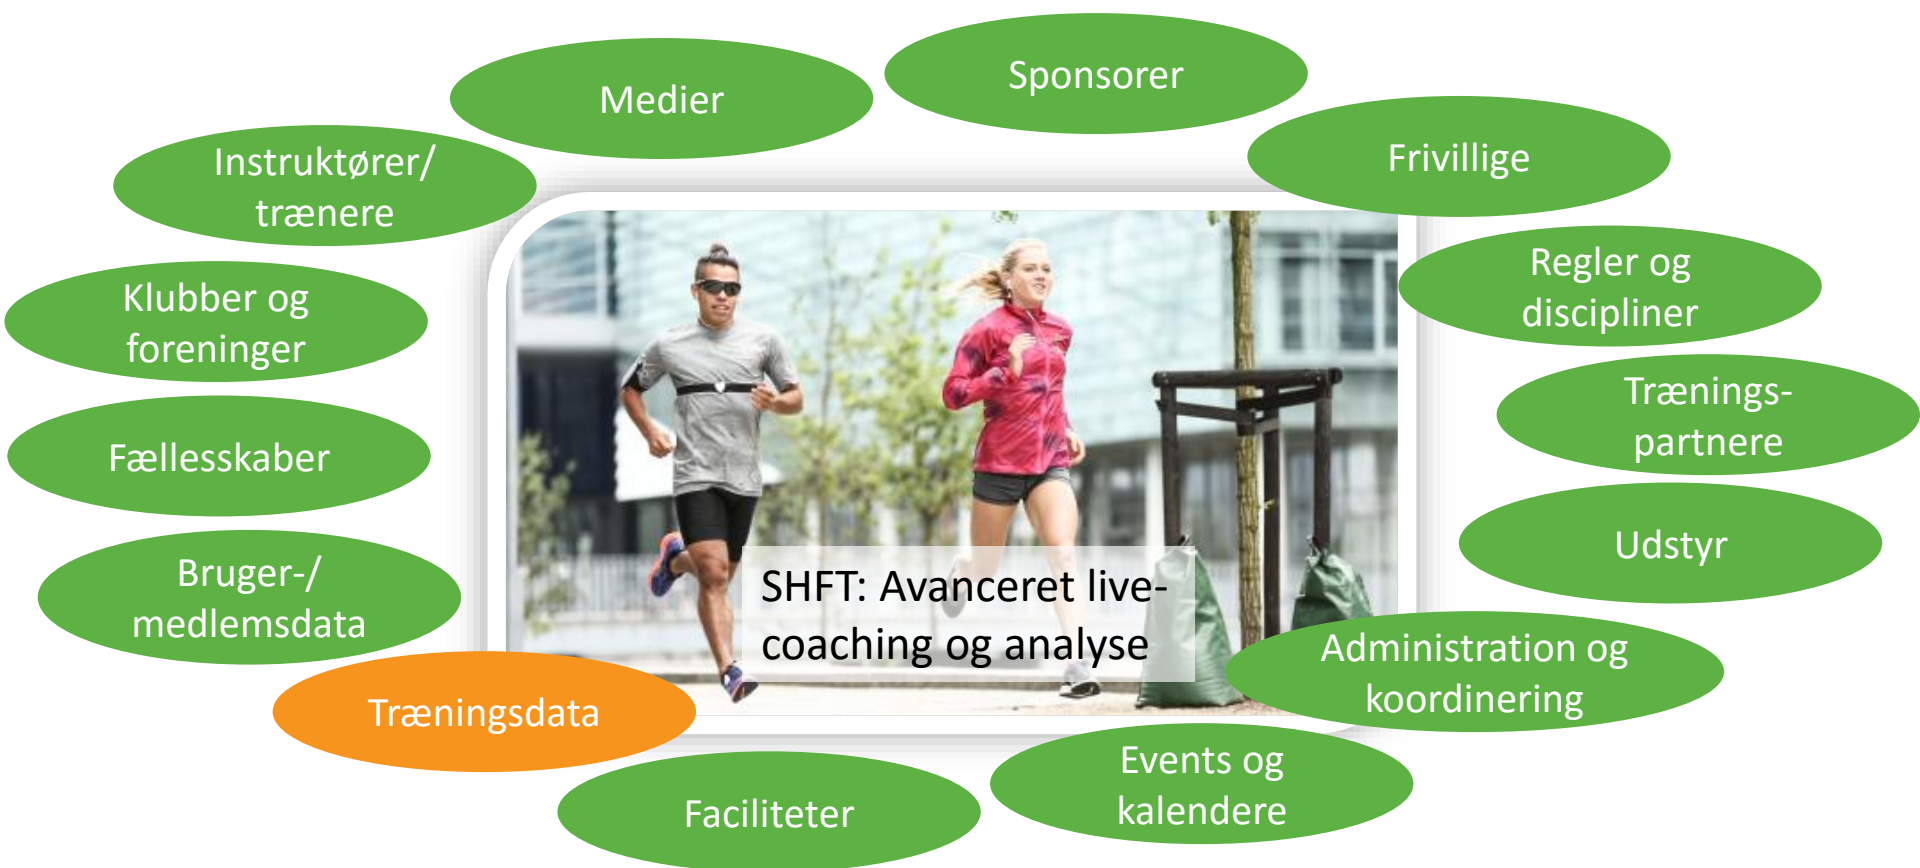 Medier
Sponsorer
Frivillige
Instruktører/
trænere
Regler og
discipliner
Klubber og
foreninger
Trænings-
partnere
Fællesskaber
Udstyr
Bruger-/
medlemsdata
SHFT: Avanceret live-
coaching og analyse
Administration og
koordinering
Træningsdata
Events og
kalendere
Faciliteter